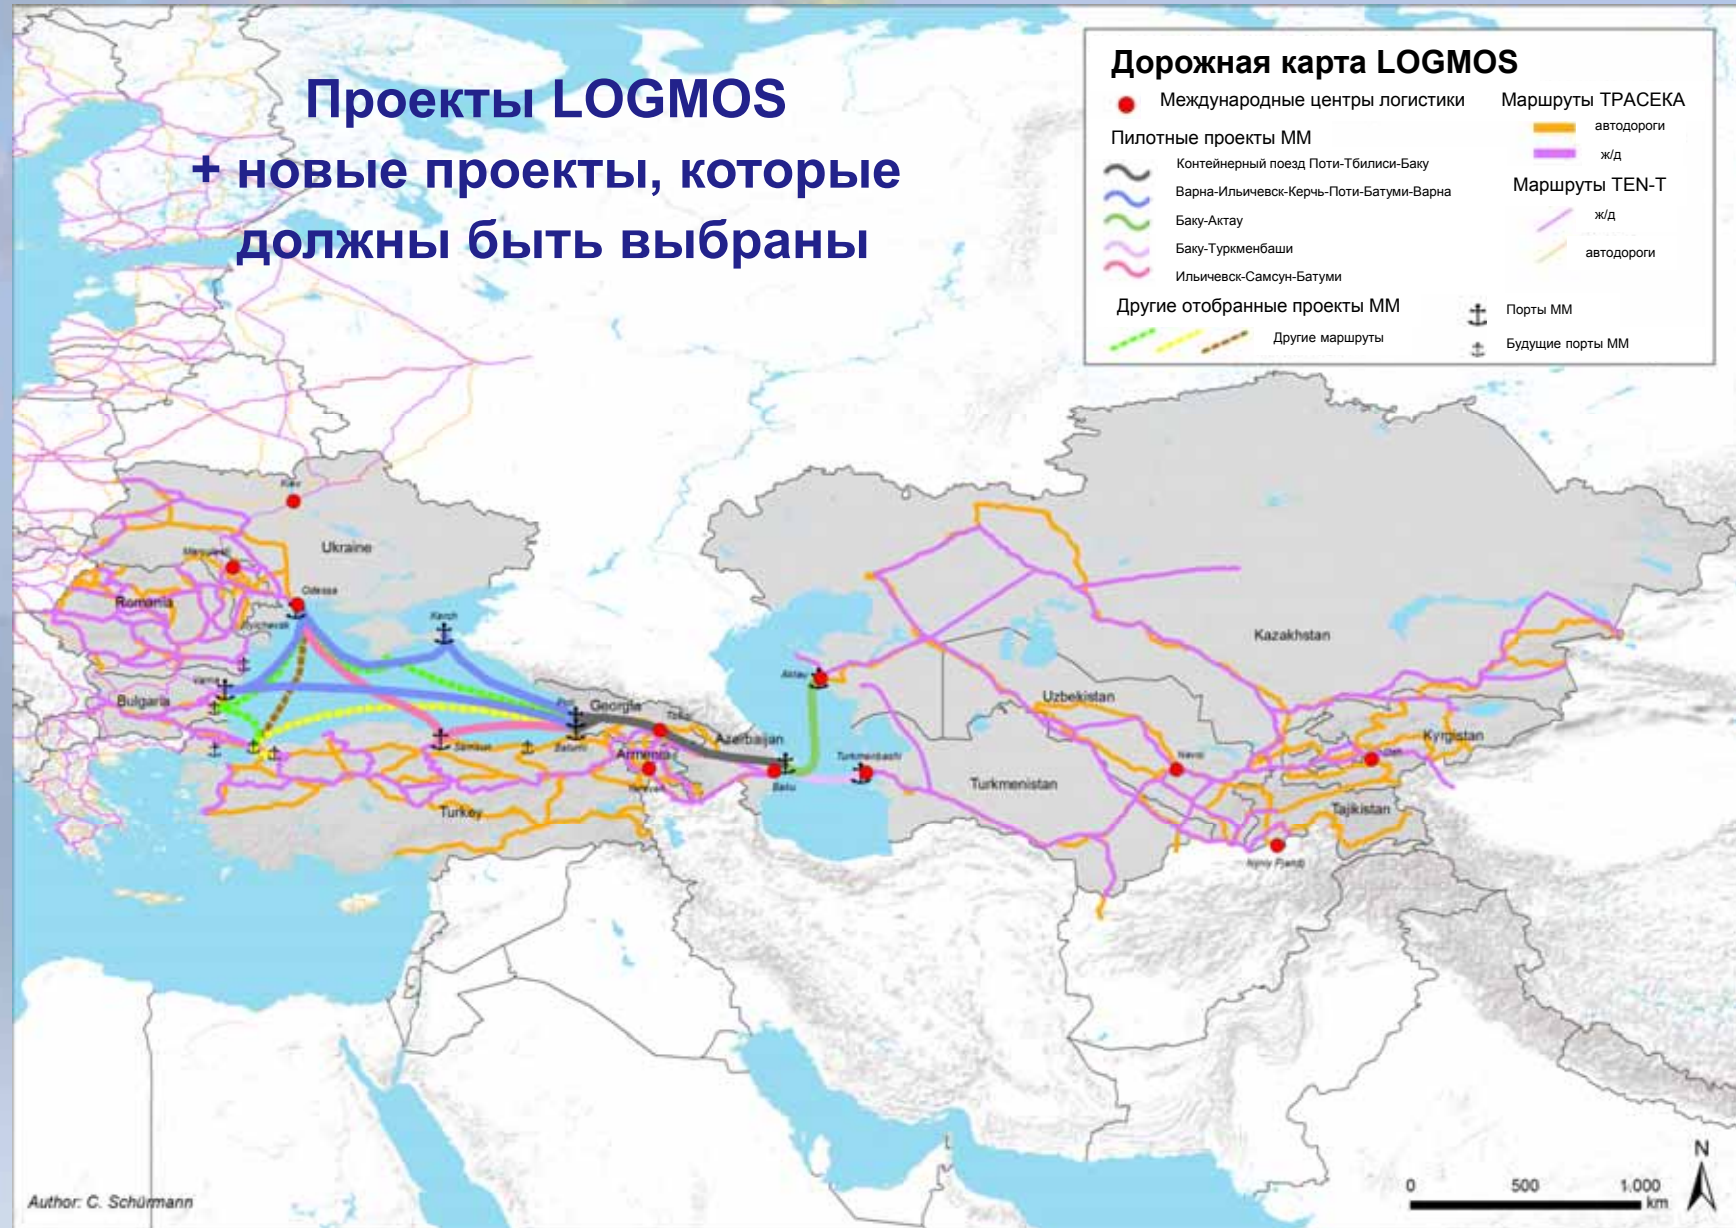 Проекты LOGMOS
+ новые проекты, которые
должны быть выбраны
Дорожная карта LOGMOS
Международные центры логистики
Пилотные проекты ММ
Контейнерный поезд Поти-Тбилиси-Баку
Варна-Ильичевск-Керчь-Поти-Батуми-Варна
Баку-Актау
Баку-Туркменбаши
Ильичевск-Самсун-Батуми
Другие отобранные проекты ММ
Другие маршруты
Маршруты ТРАСЕКА
автодороги
ж/д
Маршруты TEN-T
ж/д
автодороги
Порты ММ
Будущие порты ММ
Kiev
Ukraine
Odessa
Romania
Kerch
Varna
Bulgaria
Poti
Georgia
Tbilisi
Samsun
Batumi
Armenia
Azerbaijan
Yerevan
Baku
Turkey
Aktau
Turkmenbashi
Kazakhstan
Uzbekistan
Navoi
Osh
Kyrgistan
Turkmenistan
Tajikistan
Nijniy Pjandj
N
0 500 1.000
km
Author: C. Schürmann